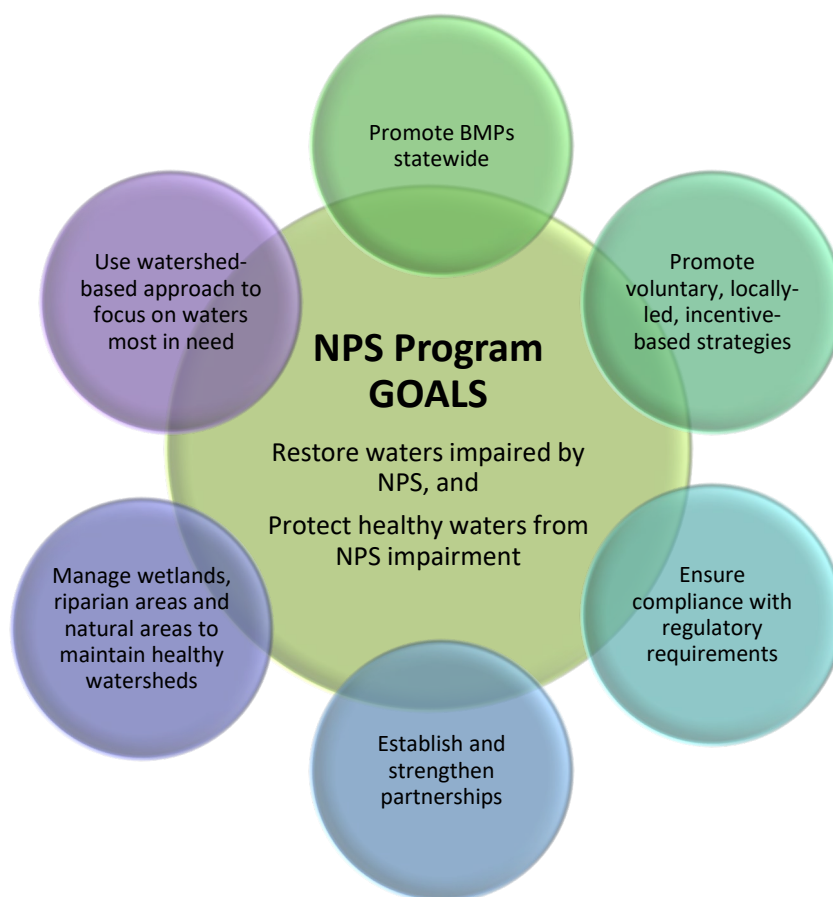 Promote BMPs
statewide
Promote
voluntary, locally-
led, incentive-
based strategies
Ensure
compliance with
regulatory
requirements
Establish and
strengthen
partnerships
Manage wetlands,
riparian areas and
natural areas to
maintain healthy
watersheds
Use watershed-
based approach to
focus on waters
most in need
NPS Program
GOALS
Restore waters impaired by
NPS, and
Protect healthy waters from
NPS impairment